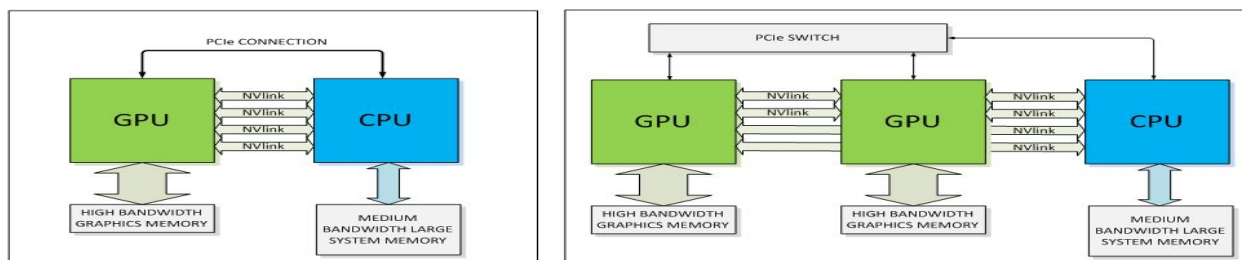 PCIe CONNECTION
GPU
NVlink
NVlink
NVlink
NVlink
CPU
HIGH BANDWIDTH
GRAPHICS MEMORY
MEDIUM
BANDWIDTH LARGE
SYSTEM MEMORY
PCIe SWITCH
GPU
NVlink
NVlink
GPU
NVlink
NVlink
NVlink
NVlink
CPU
HIGH BANDWIDTH
GRAPHICS MEMORY
HIGH BANDWIDTH
GRAPHICS MEMORY
MEDIUM
BANDWIDTH LARGE
SYSTEM MEMORY